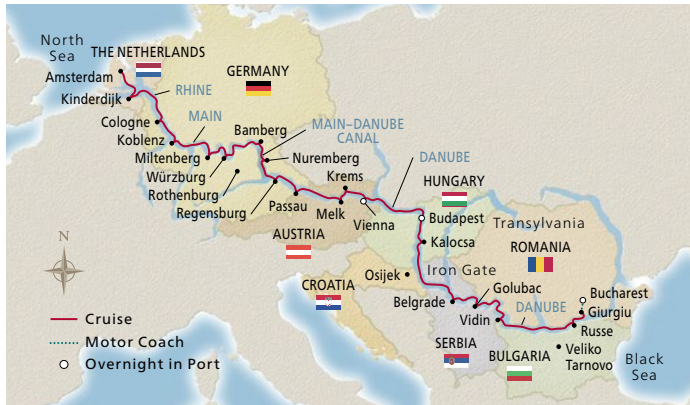 North
Sea
THE NETHERLANDS
Amsterdam
Kinderdijk
RHINE
GERMANY
Cologne
MAIN
Koblenz
Bamberg
MAIN–DANUBE
CANAL
Miltenberg
Nuremberg
Würzburg
Rothenburg
Regensburg
Krems
DANUBE
HUNGARY
Passau
Melk
Vienna
Budapest
AUSTRIA
Transylvania
Kalocsa
ROMANIA
Osijek
Iron Gate
CROATIA
Golubac
Bucharest
Belgrade
DANUBE
Giurgiu
Vidin
Russe
SERBIA
BULGARIA
Veliko
Tarnovo
Black
Sea
N
Cruise
Motor Coach
Overnight in Port